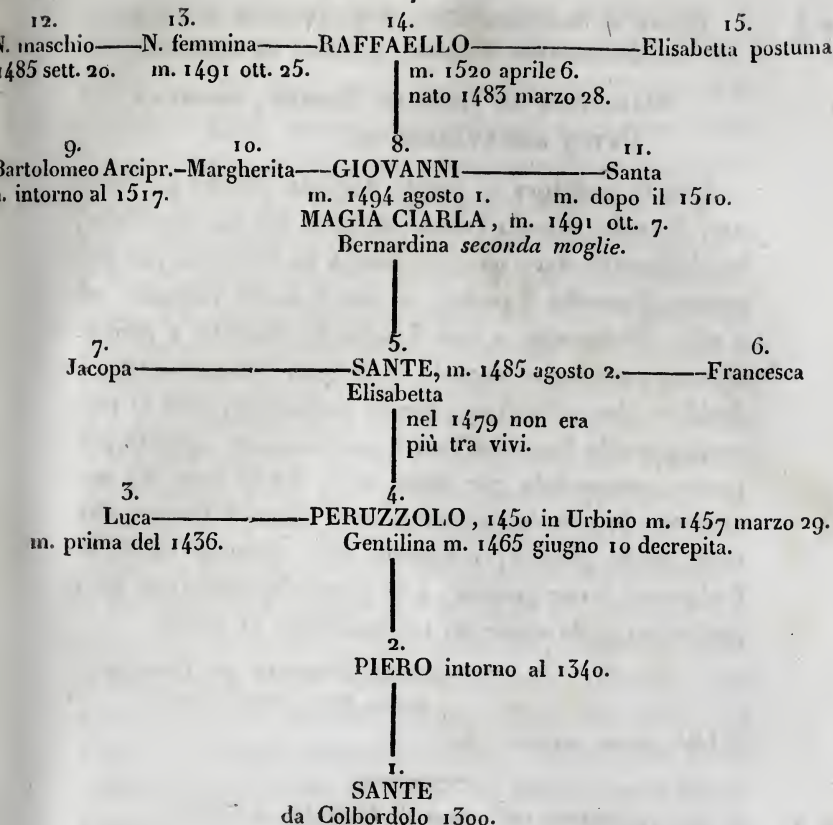 12. 13. 14. 15.
N. maschio—N. femmina—RAFFAELLO—Elisabetta postuma
1485 sett. 20. m. 1491 ott. 25. m. 1520 aprile 6.
nato 1483 marzo 28.
9. 10. 8. 11.
Bartolomeo Arcipr.–Margherita—GIOVANNI—Santa
m. intorno al 1517. m. 1494 agosto 1. m. dopo il 1510.
MAGIA CIARLA, m. 1491 ott. 7.
Bernardina seconda moglie.
7. 5. 6.
Jacopa—SANTE, m. 1485 agosto 2.—Francesca
Elisabetta
nel 1479 non era
più tra vivi.
3. 4.
Luca—PERUZZOLO, 1450 in Urbino m. 1457 marzo 29.
m. prima del 1436. Gentilina m. 1465 giugno 10 decrepita.
2.
PIERO intorno al 1340.
1.
SANTE
da Colbordolo 1300.